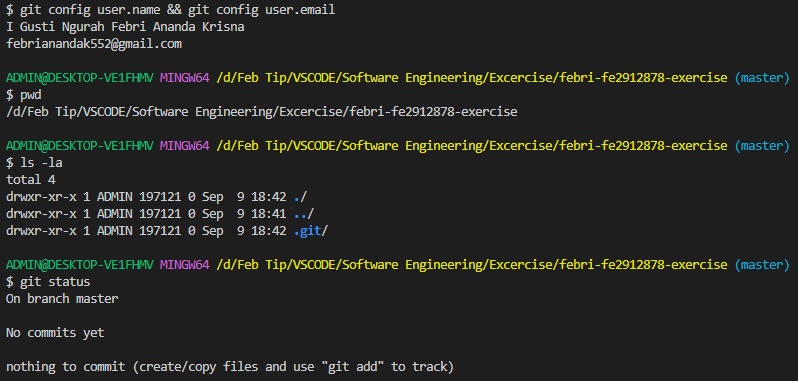 $ git config user.name && git config user.email
I Gusti Ngurah Febri Ananda Krisna
febrianandak552@gmail.com
ADMIN@DESKTOP-VE1FHMV MINGW64 /d/Feb Tip/VSCODE/Software Engineering/Excercise/febri-fe2912878-exercise (master)
$ pwd
/d/Feb Tip/VSCODE/Software Engineering/Excercise/febri-fe2912878-exercise
ADMIN@DESKTOP-VE1FHMV MINGW64 /d/Feb Tip/VSCODE/Software Engineering/Excercise/febri-fe2912878-exercise (master)
$ ls -la
total 4
drwxr-xr-x 1 ADMIN 197121 0 Sep  9 18:42 ./
drwxr-xr-x 1 ADMIN 197121 0 Sep  9 18:41 ../
drwxr-xr-x 1 ADMIN 197121 0 Sep  9 18:42 .git/
ADMIN@DESKTOP-VE1FHMV MINGW64 /d/Feb Tip/VSCODE/Software Engineering/Excercise/febri-fe2912878-exercise (master)
$ git status
On branch master
No commits yet
nothing to commit (create/copy files and use "git add" to track)